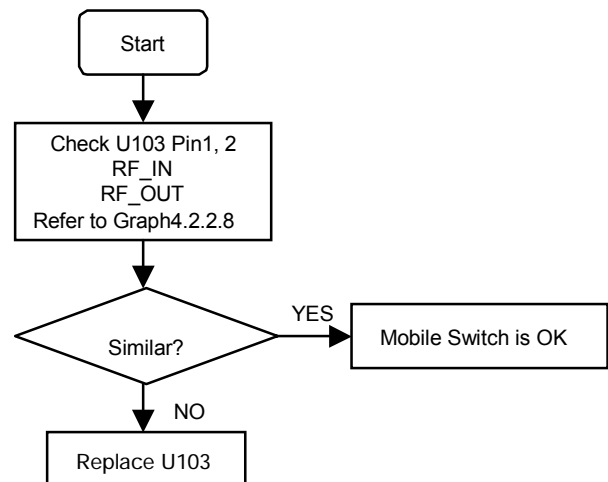 Start
Check U103 Pin1, 2
RF_IN
RF_OUT
Refer to Graph4.2.2.8
YES
Similar?
Mobile Switch is OK
NO
Replace U103